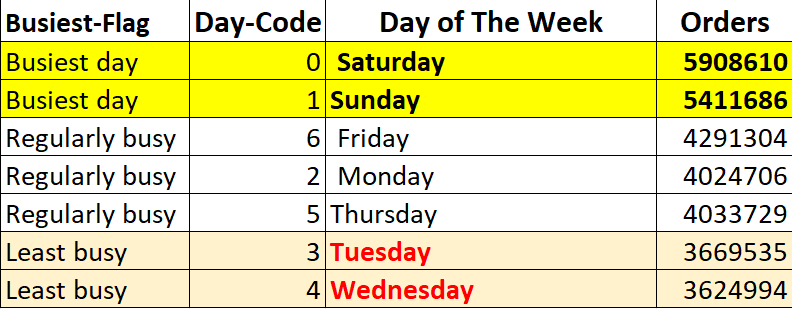 Busiest-Flag Day-Code Day of The Week Orders
Busiest day 0 Saturday 5908610
Busiest day 1 Sunday 5411686
Regularly busy 6 Friday 4291304
Regularly busy 2 Monday 4024706
Regularly busy 5 Thursday 4033729
Least busy 3 Tuesday 3669535
Least busy 4 Wednesday 3624994